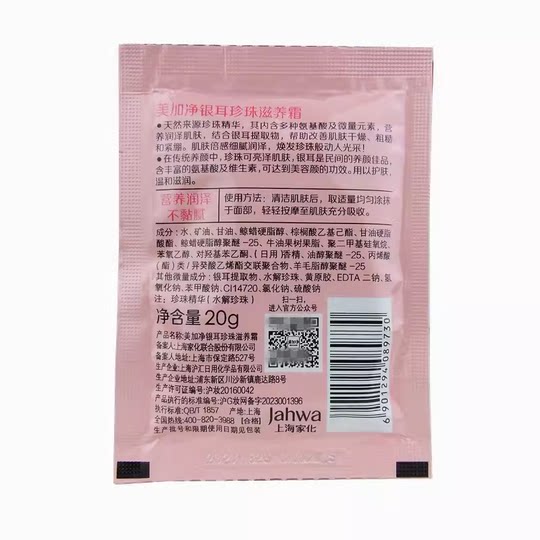 美加净银耳珍珠滋养霜
●天然来源珍珠精华，其内含多种氨基酸及微量元素，营
养润泽肌肤，结合银耳提取物，帮助改善肌肤干燥、粗糙
和紧绷。肌肤倍感细腻润泽，焕发珍珠般动人光采！
●在传统养颜中，珍珠可亮泽肌肤，银耳是民间的养颜佳品，
含丰富的氨基酸及维生素，可达到美容颜的功效。用以护肤，
温和滋润。
营养润泽
不黏腻
使用方法：清洁肌肤后，取适量均匀涂抹
于面部，轻轻按摩至肌肤充分吸收。
成分：水、矿油、甘油、鲸蜡硬脂醇、棕榈酸乙基己酯、甘油硬脂
酸酯、鲸蜡硬脂醇聚醚-25、牛油果树果脂、聚二甲基硅氧烷、
苯氧乙醇、对羟基苯乙酮、（日用）香精、油醇聚醚-25、丙烯酸
（酯）类/异癸酸乙烯酯交联聚合物、羊毛脂醇聚醚-25
其他微量成分：银耳提取物、水解珍珠、黄原胶、EDTA 二钠、氢
氧化钠、苯甲酸钠、CI14720、氯化钠、硫酸钠
注：珍珠精华（水解珍珠）
扫一扫，
进入官方公众号
净含量 20g
产品名称:美加净银耳珍珠滋养霜
备案人:上海家化联合股份有限公司
备案人地址:上海市保定路527号
生产企业:上海沪汇日用化学品有限公司
生产企业地址:浦东新区川沙新镇鹿达路8号
生产许可证编号:沪妆20160042
产品执行的标准编号:沪G妆网备字2023001396
执行标准:QB/T 1857 产地:上海
全国热线:400-820-3988 [合格]
生产批号和限期使用日期见包装
Jahwa
上海家化
6901294089730